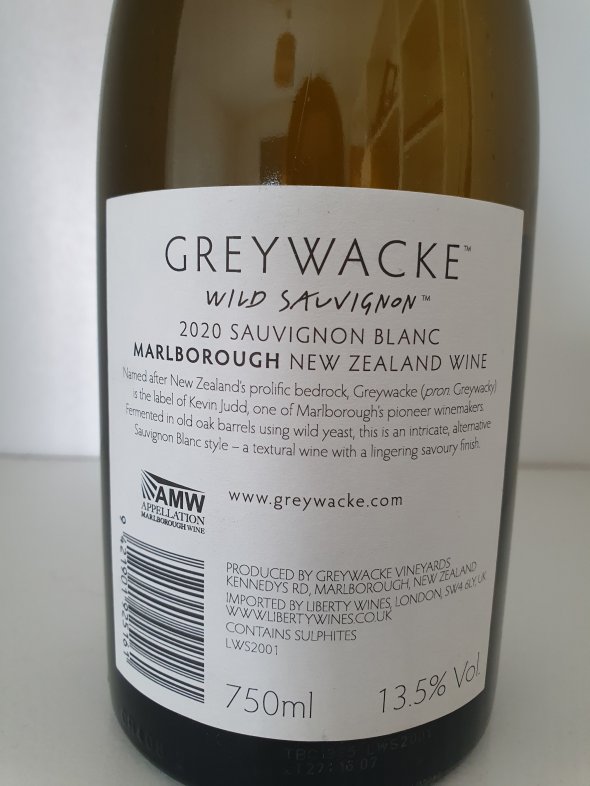 GREYWACKE™
WILD SAUVIGNON™
2020 SAUVIGNON BLANC
MARLBOROUGH NEW ZEALAND WINE
Named after New Zealand's prolific bedrock, Greywacke (pron. Greywacky)
is the label of Kevin Judd, one of Marlborough's pioneer winemakers.
Fermented in old oak barrels using wild yeast, this is an intricate, alternative
Sauvignon Blanc style – a textural wine with a lingering savoury finish.
AMW
APPELLATION
MARLBOROUGH WINE
www.greywacke.com
PRODUCED BY GREYWACKE VINEYARDS
KENNEDYS RD, MARLBOROUGH, NEW ZEALAND
IMPORTED BY LIBERTY WINES, LONDON, SW4 6LY, UK
WWW.LIBERTYWINES.CO.UK
CONTAINS SULPHITES
LWS2001
750ml
13.5% Vol.